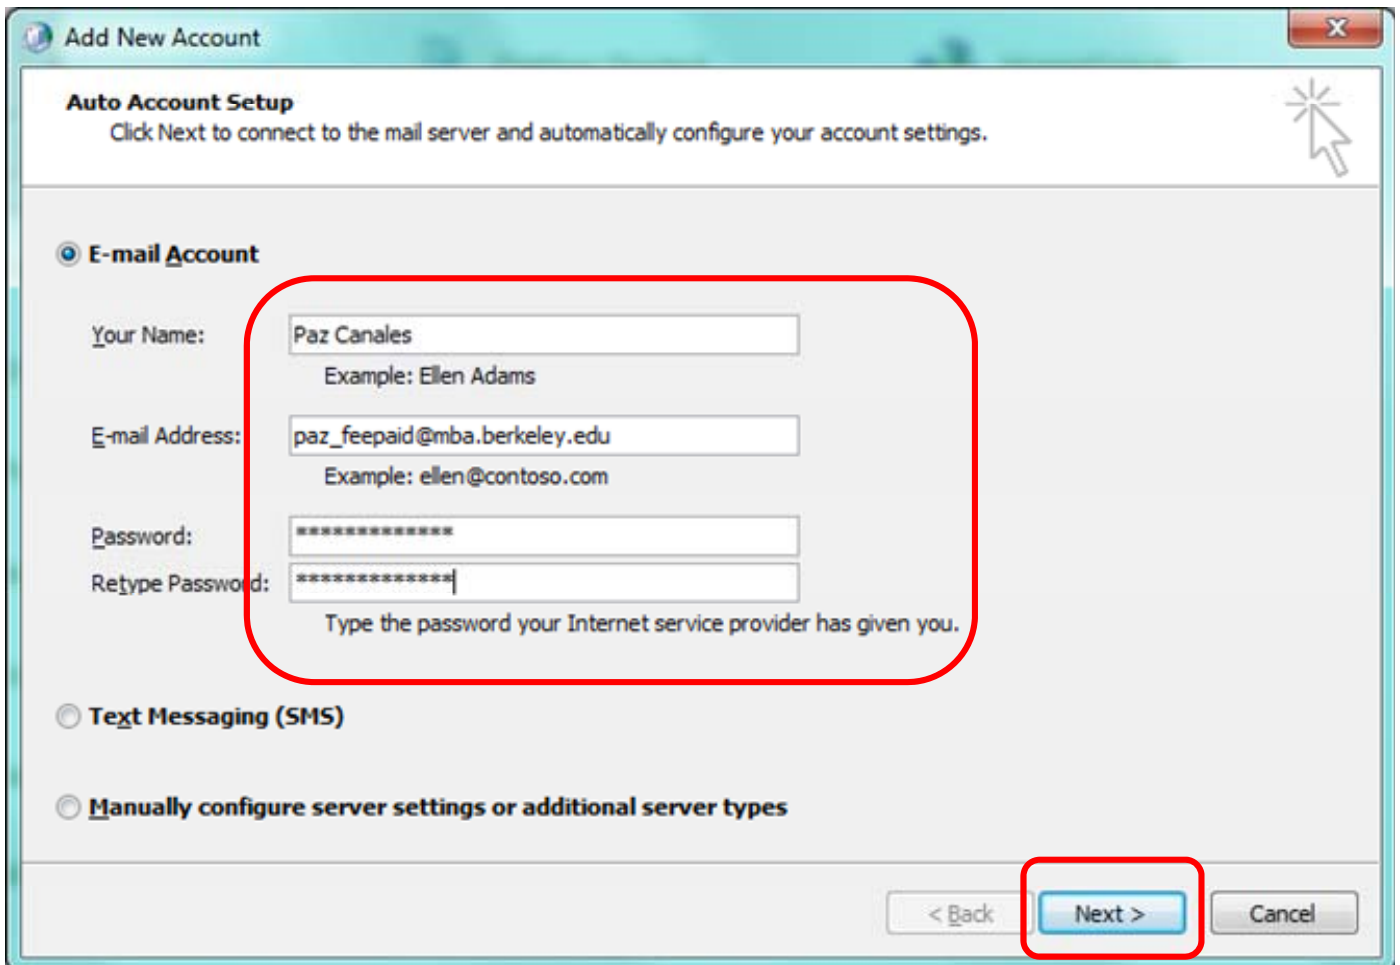 Add New Account
Auto Account Setup
Click Next to connect to the mail server and automatically configure your account settings.
E-mail Account
Your Name: Paz Canales
Example: Ellen Adams
E-mail Address: paz_feepaid@mba.berkeley.edu
Example: ellen@contoso.com
Password: *************
Retype Password: *************
Type the password your Internet service provider has given you.
Text Messaging (SMS)
Manually configure server settings or additional server types
< Back Next > Cancel